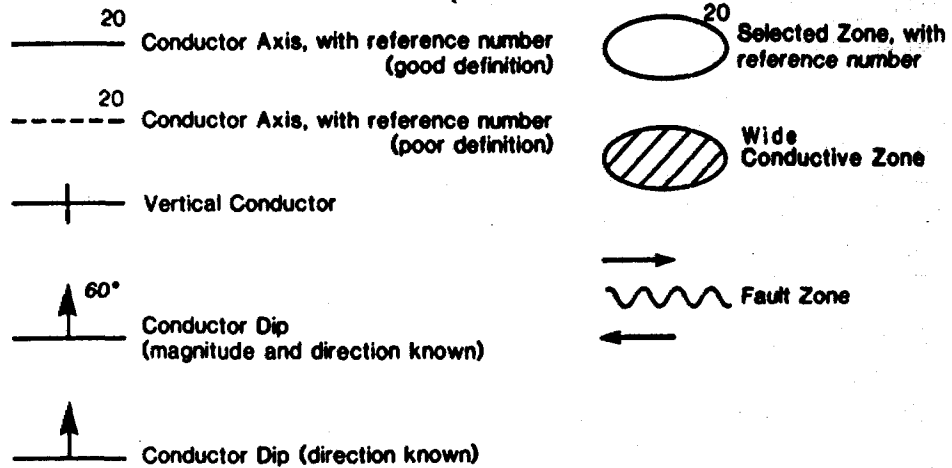 20
Conductor Axis, with reference number
(good definition)
20
Conductor Axis, with reference number
(poor definition)
Vertical Conductor
60°
Conductor Dip
(magnitude and direction known)
Conductor Dip (direction known)
20
Selected Zone, with
reference number
Wide
Conductive Zone
Fault Zone